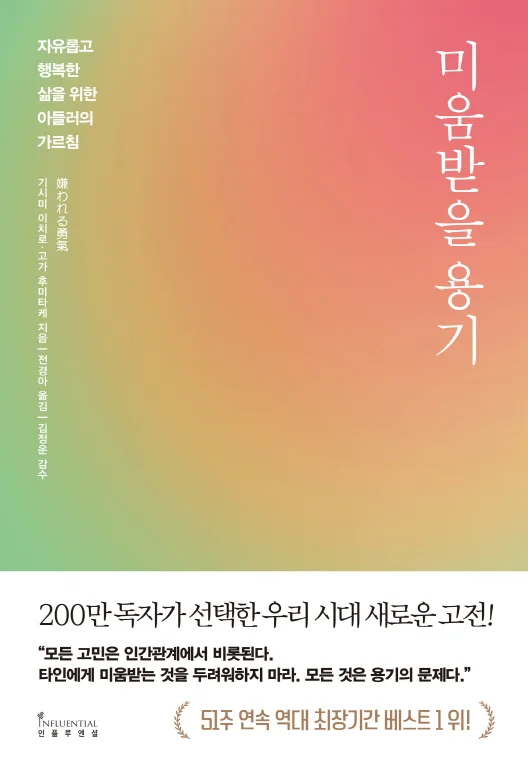 자유롭고
행복한
삶을 위한
아들러의
가르침
미움받을 용기
嫌われる勇氣
기시미 이치로·고가 후미타케 지음 | 전경아 옮김 | 김정운 감수
200만 독자가 선택한 우리 시대 새로운 고전!
“모든 고민은 인간관계에서 비롯된다.
타인에게 미움받는 것을 두려워하지 마라. 모든 것은 용기의 문제다.”
INFLUENTIAL
인플루엔셜
51주 연속 역대 최장기간 베스트 1위!